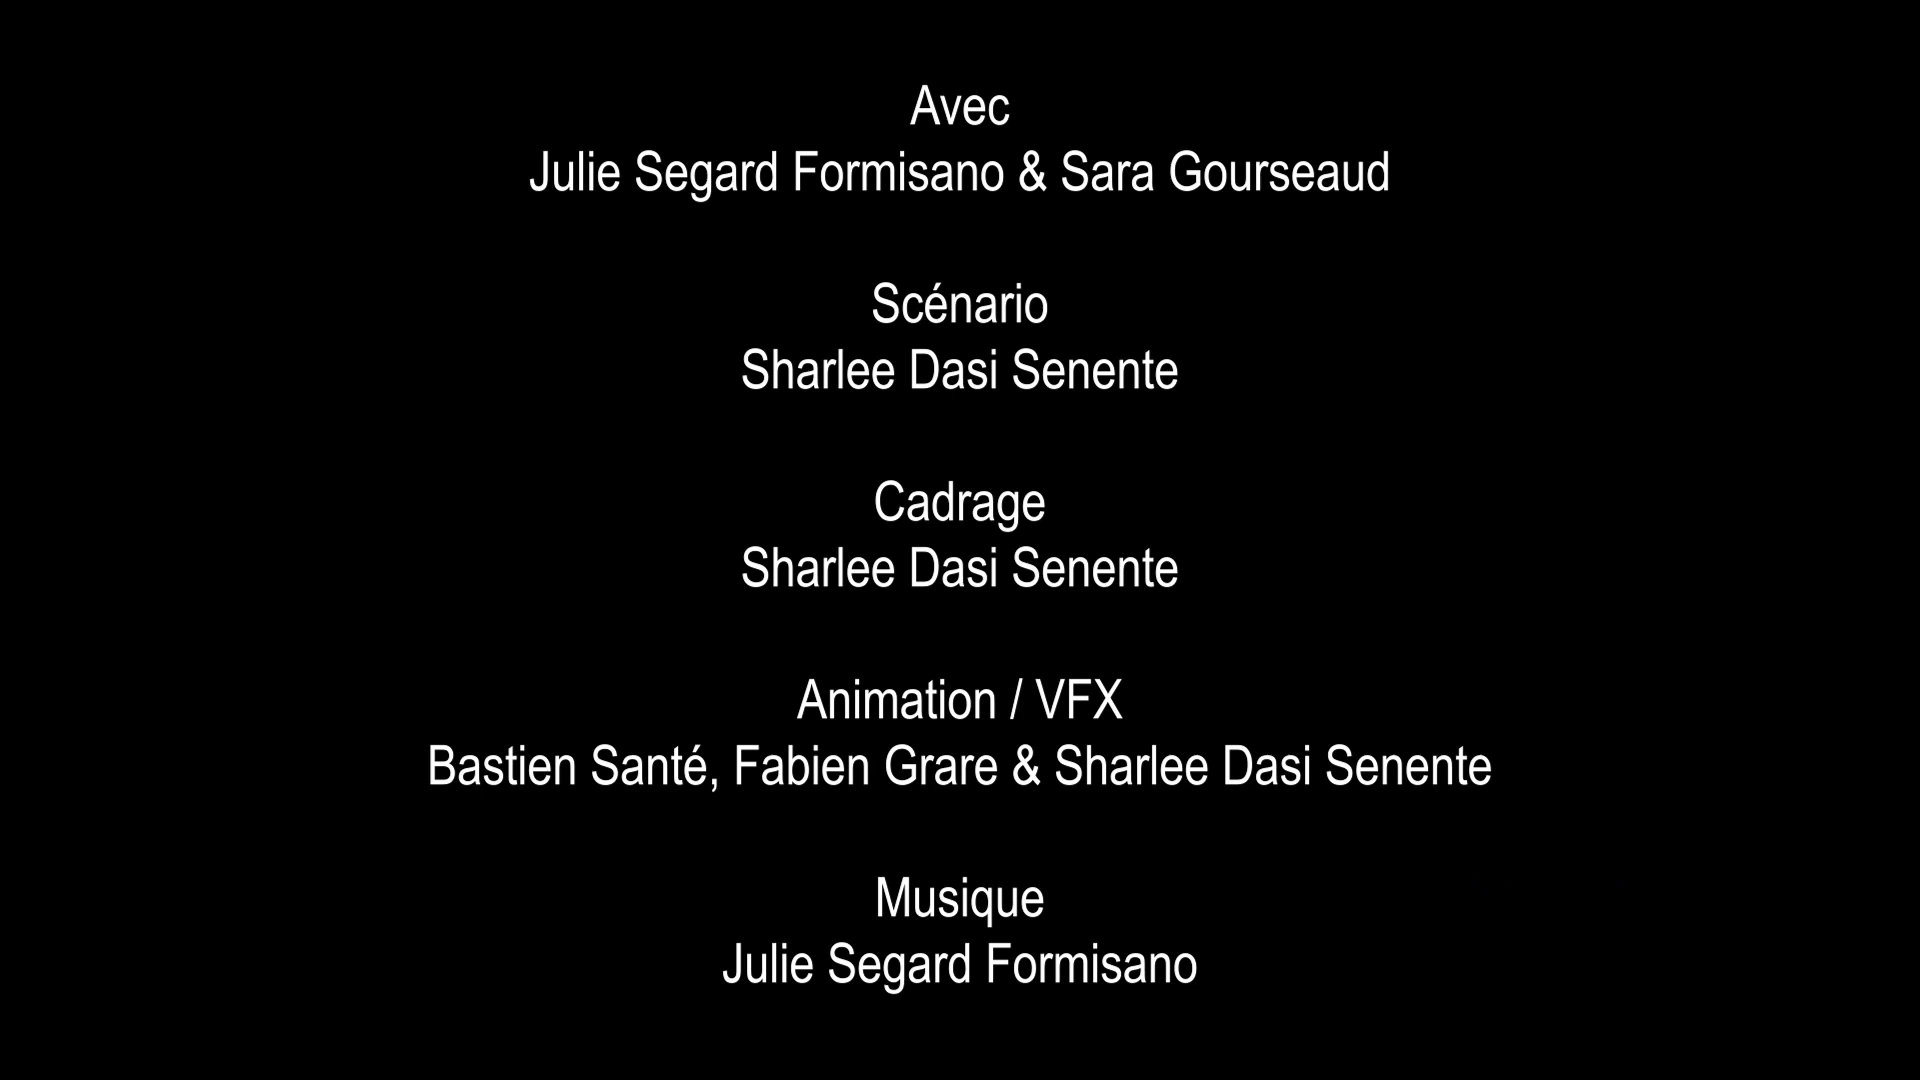 Avec
Julie Segard Formisano & Sara Gourseaud
Scénario
Sharlee Dasi Senente
Cadrage
Sharlee Dasi Senente
Animation / VFX
Bastien Santé, Fabien Grare & Sharlee Dasi Senente
Musique
Julie Segard Formisano